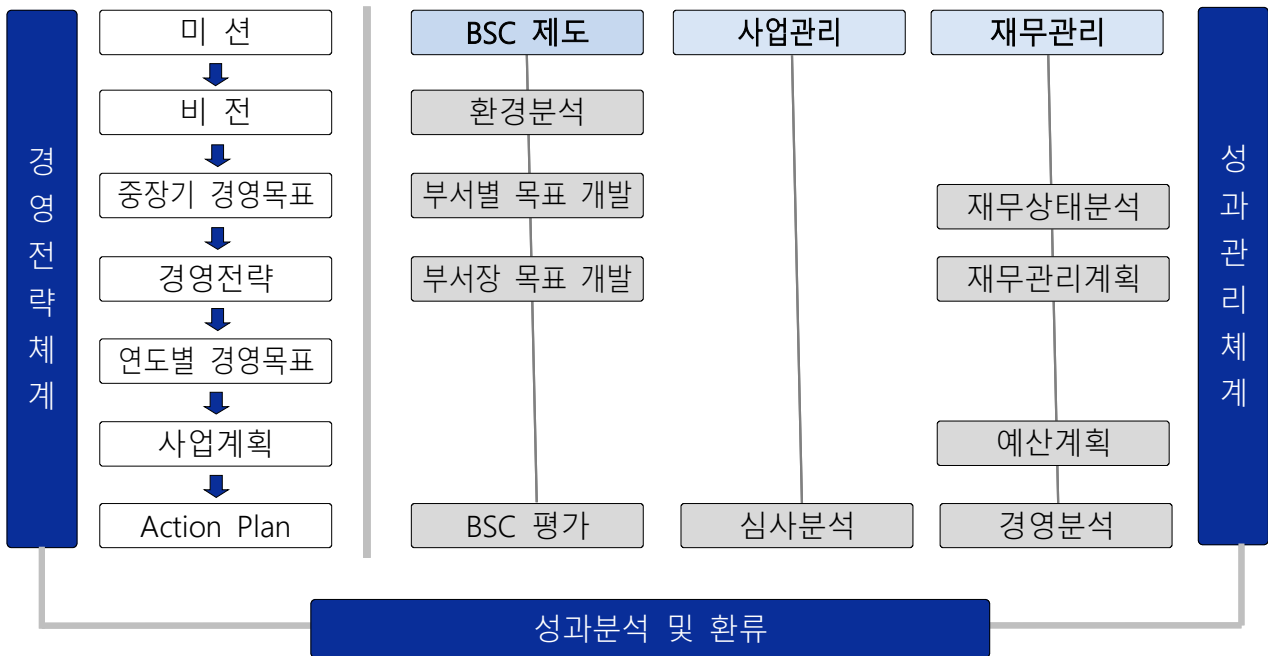 경영전략체계
미 션
비 전
중장기 경영목표
경영전략
연도별 경영목표
사업계획
Action Plan
BSC 제도
환경분석
부서별 목표 개발
부서장 목표 개발
BSC 평가
사업관리
심사분석
재무관리
재무상태분석
재무관리계획
예산계획
경영분석
성과관리체계
성과분석 및 환류